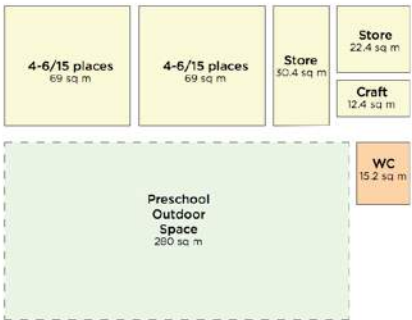 4-6/15 places
69 sq m
4-6/15 places
69 sq m
Store
30.4 sq m
Store
22.4 sq m
Craft
12.4 sq m
Preschool
Outdoor
Space
280 sq m
WC
15.2 sq m